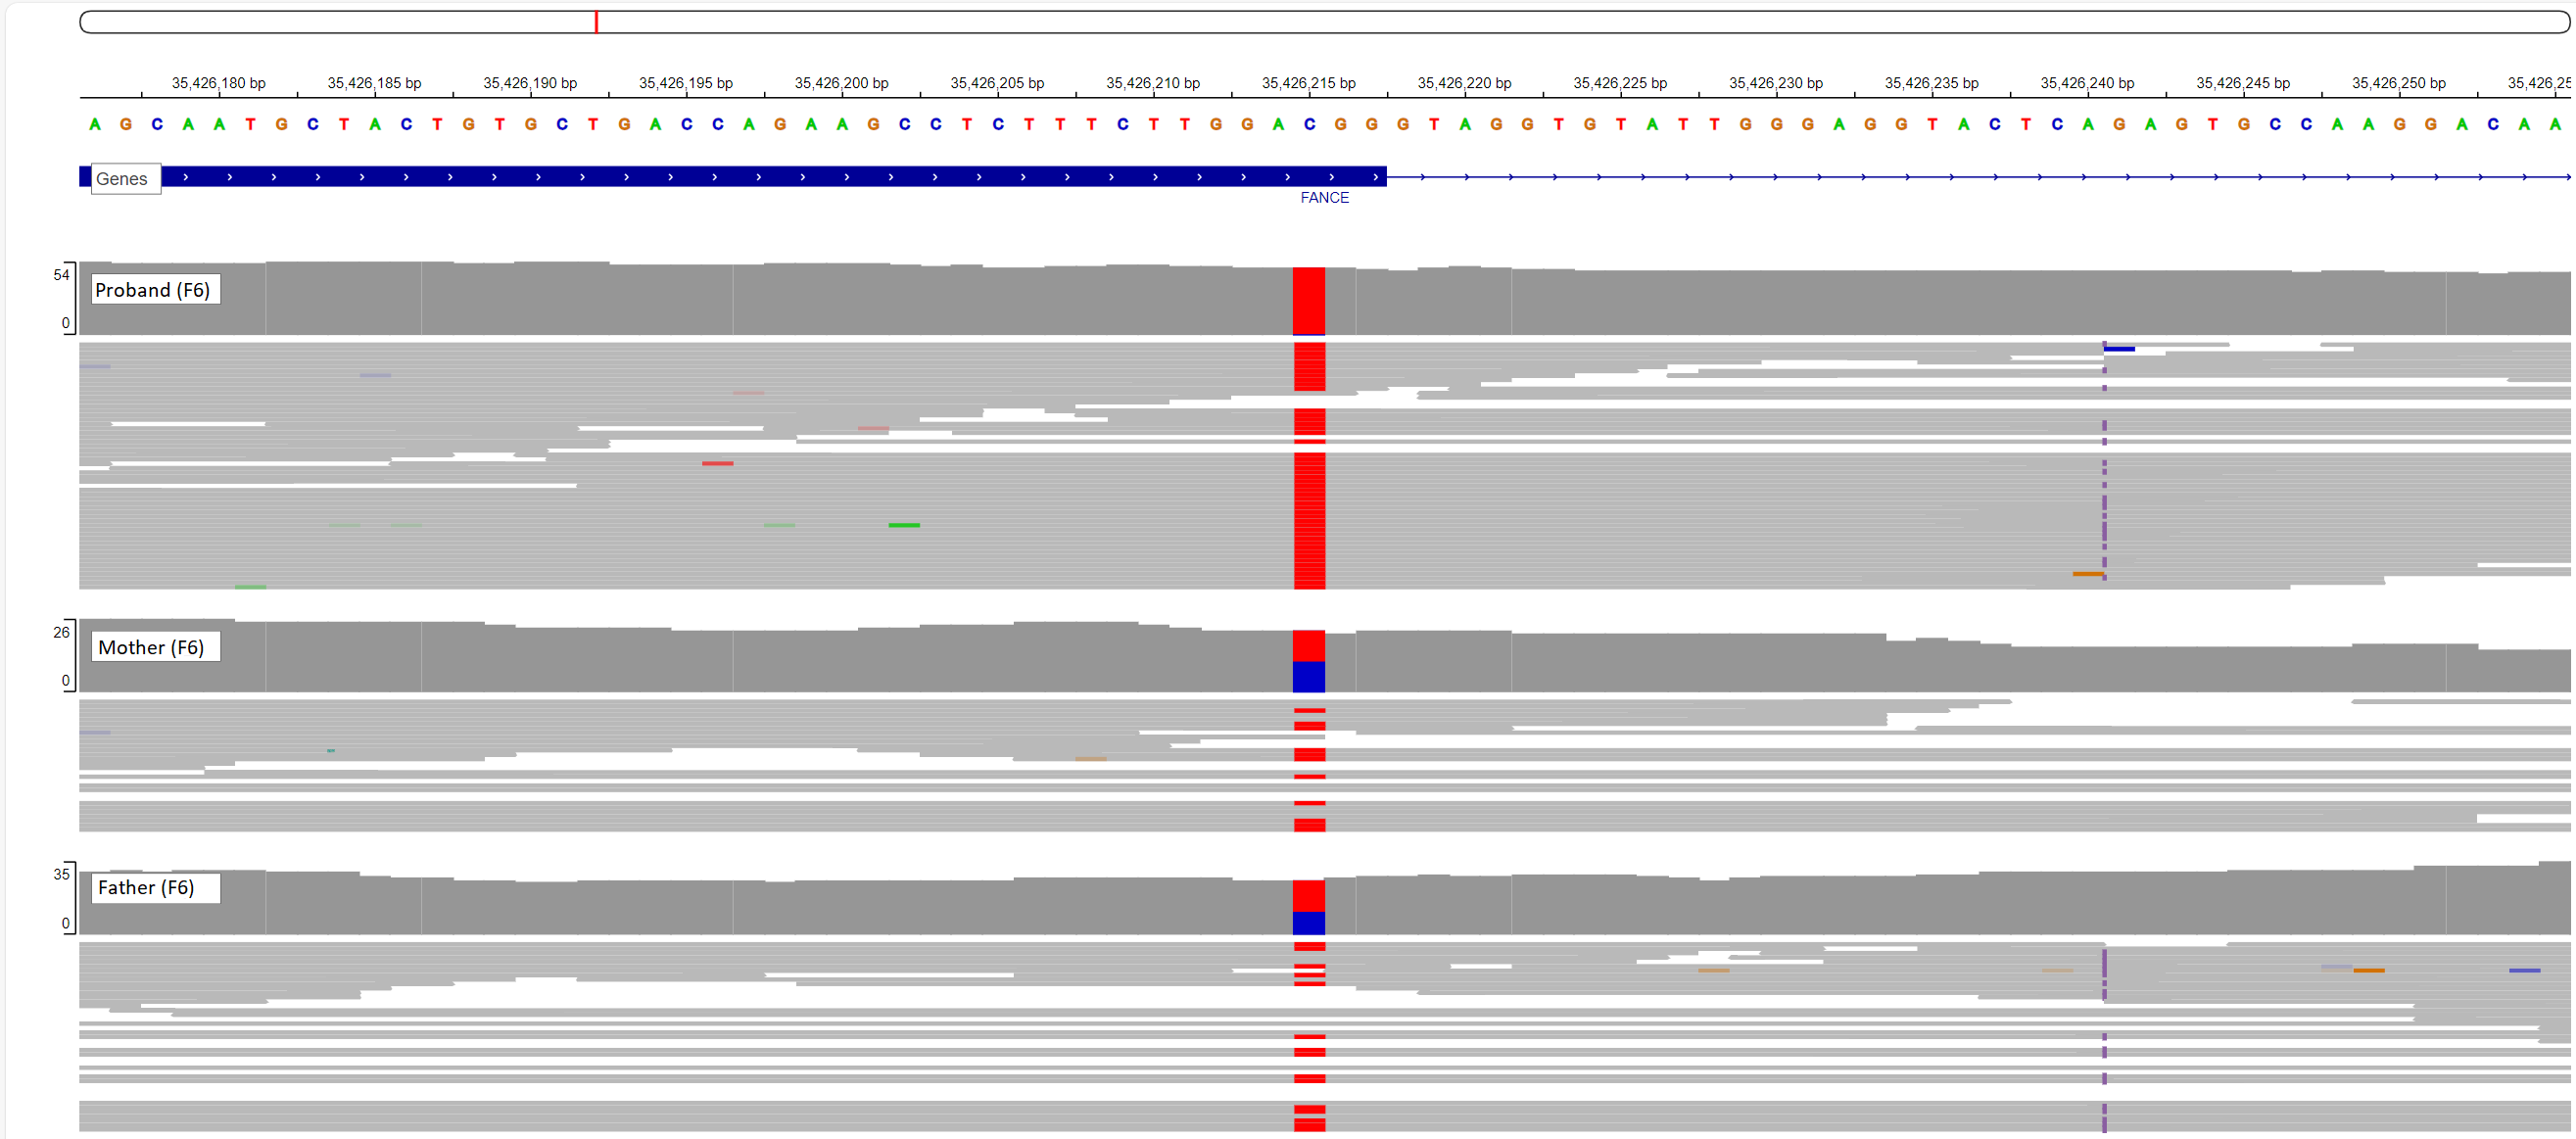 35,426,180 bp 35,426,185 bp 35,426,190 bp 35,426,195 bp 35,426,200 bp 35,426,205 bp 35,426,210 bp 35,426,215 bp 35,426,220 bp 35,426,225 bp 35,426,230 bp 35,426,235 bp 35,426,240 bp 35,426,245 bp 35,426,250 bp 35,426,25
A G C A A T G C T A C T G T G C T G A C C A G A A G C C T C T T T C T T G G A C G G G T A G G T G T A T T G G G A G G T A C T C A G A G T G C C A A G G A C A A
Genes
FANCE
54
Proband (F6)
0
26
Mother (F6)
0
35
Father (F6)
0